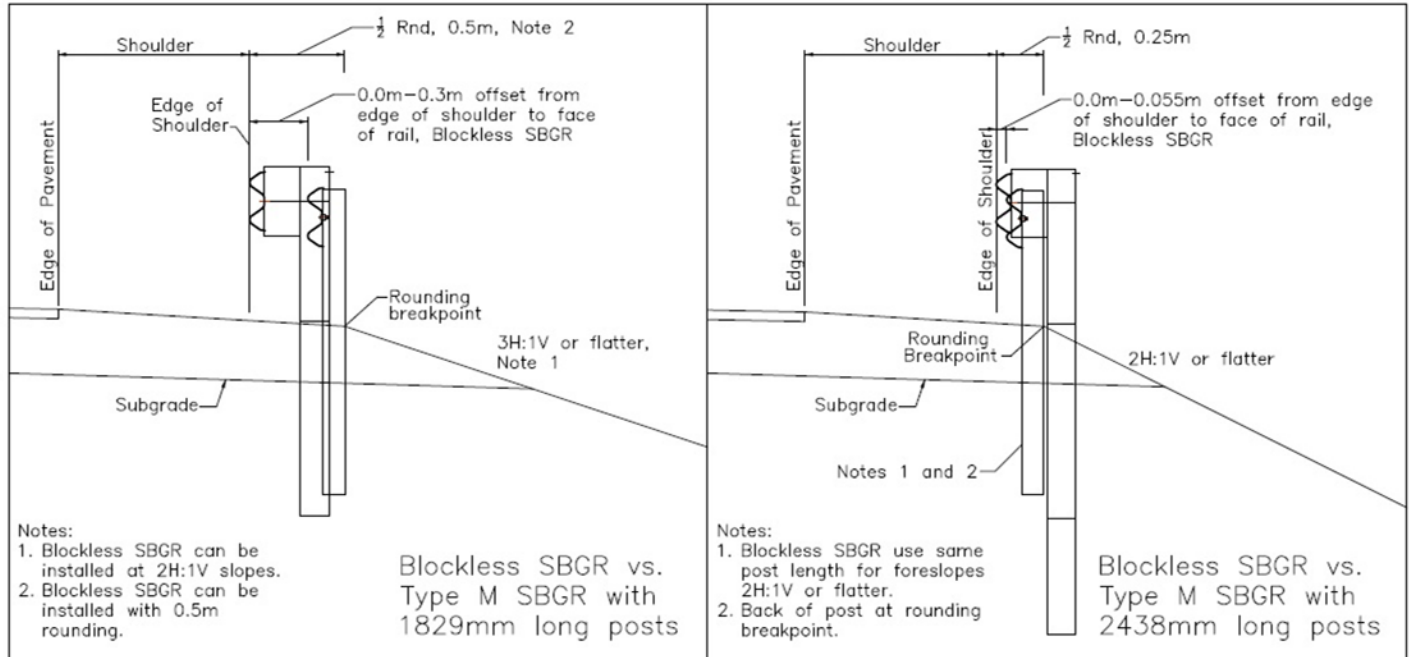 Shoulder
½ Rnd, 0.5m, Note 2
0.0m-0.3m offset from
edge of shoulder to face
of rail, Blockless SBGR
Edge of
Shoulder
Edge of Pavement
Rounding
breakpoint
3H:1V or flatter,
Note 1
Subgrade
Notes:
1. Blockless SBGR can be
installed at 2H:1V slopes.
2. Blockless SBGR can be
installed with 0.5m
rounding.
Blockless SBGR vs.
Type M SBGR with
1829mm long posts
Shoulder
½ Rnd, 0.25m
0.0m-0.055m offset from edge
of shoulder to face of rail,
Blockless SBGR
Edge of Pavement
Edge of Shoulder
Rounding
Breakpoint
2H:1V or flatter
Subgrade
Notes 1 and 2
Notes:
1. Blockless SBGR use same
post length for foreslopes
2H:1V or flatter.
2. Back of post at rounding
breakpoint.
Blockless SBGR vs.
Type M SBGR with
2438mm long posts